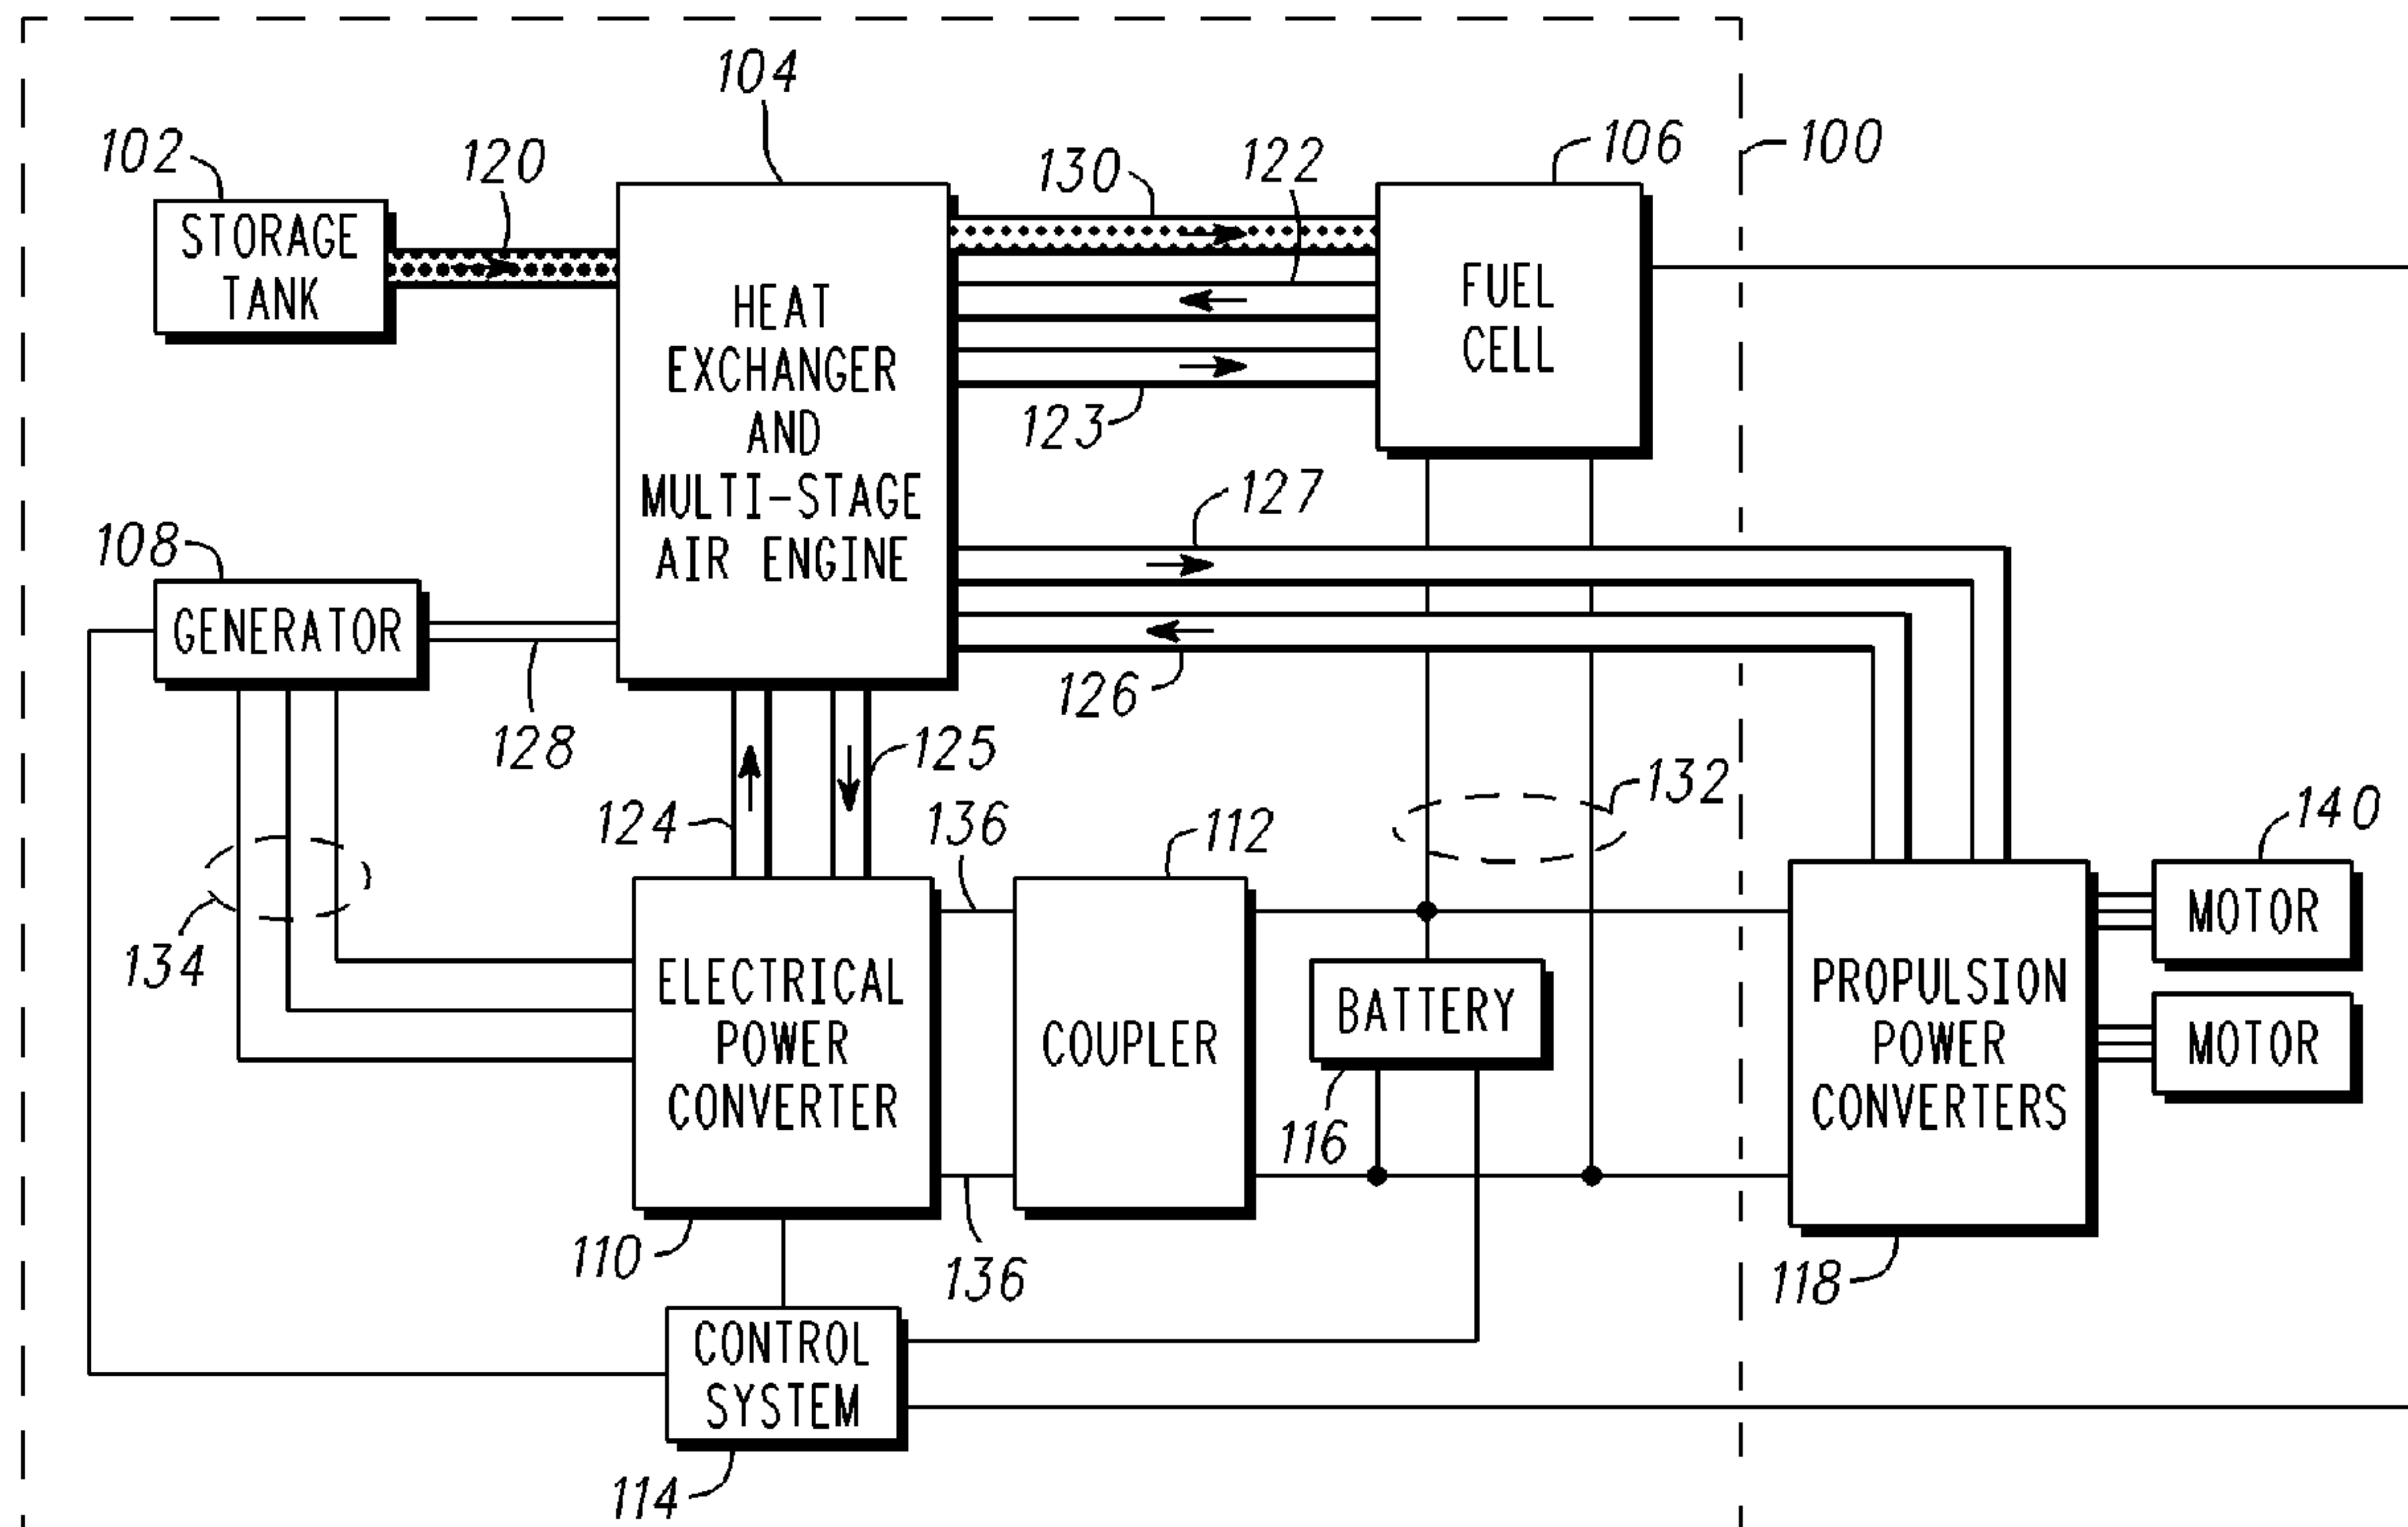 104
102
120
130
122
106
100
STORAGE
TANK
HEAT
EXCHANGER
AND
MULTI-STAGE
AIR ENGINE
FUEL
CELL
123
127
108
GENERATOR
128
126
125
124
136
112
132
140
134
ELECTRICAL
POWER
CONVERTER
COUPLER
BATTERY
116
PROPULSION
POWER
CONVERTERS
MOTOR
MOTOR
110
136
118
CONTROL
SYSTEM
114